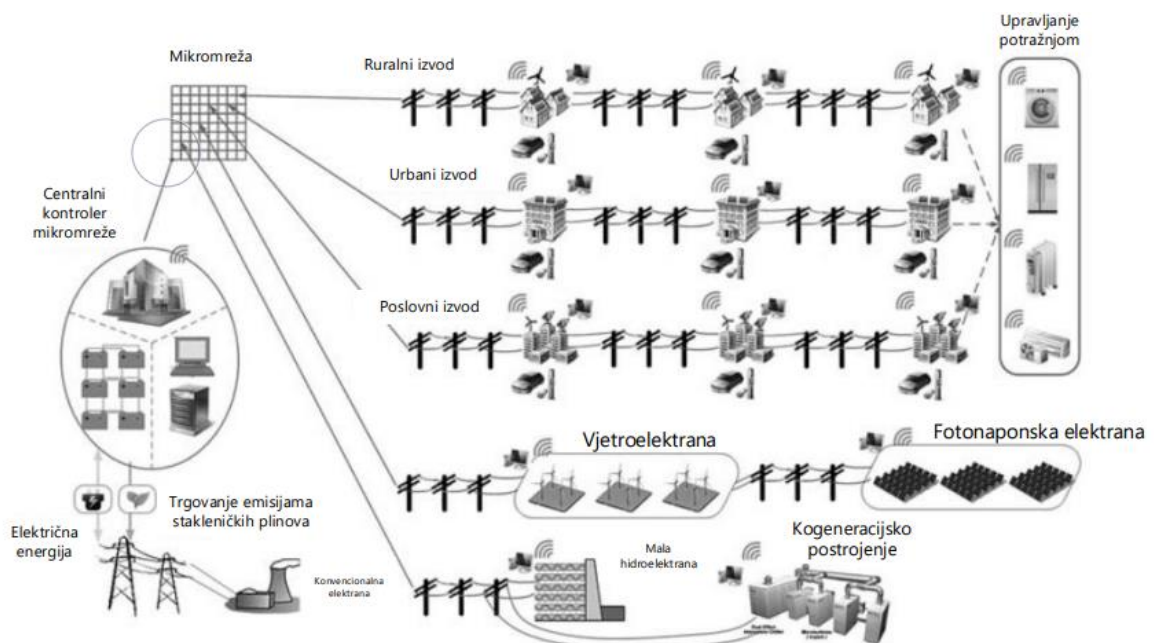 Mikromreža
Ruralni izvod
Upravljanje
potražnjom
Urbani izvod
Centralni
kontroler
mikromreže
Poslovni izvod
Vjetroelektrana
Fotonaponska elektrana
Trgovanje emisijama
stakleničkih plinova
Električna
energija
Konvencionalna
elektrana
Mala
hidroelektrana
Kogeneracijsko
postrojenje